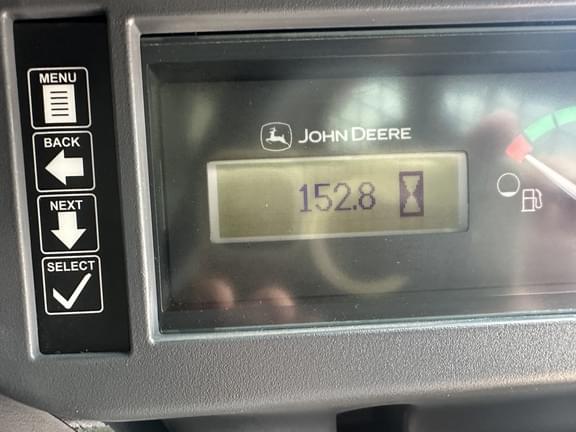 MENU
BACK
NEXT
SELECT
JOHN DEERE
152.8